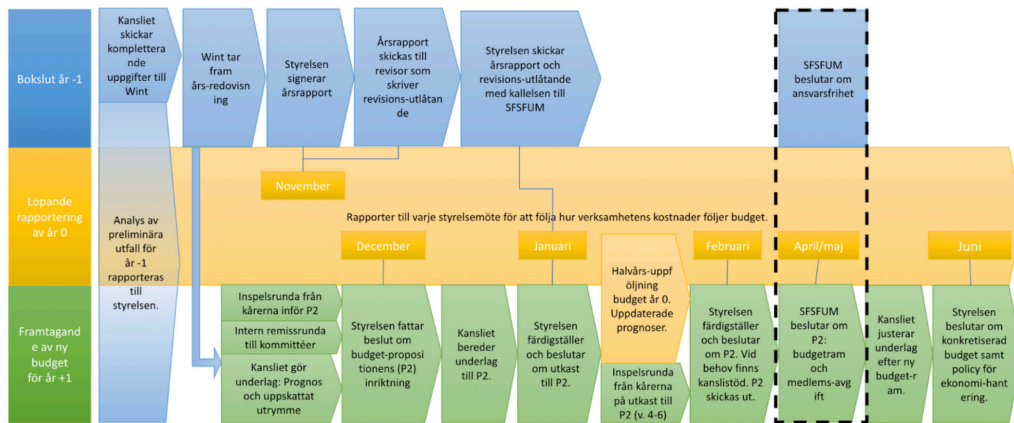 Bokslut år -1
Kansliet
skickar
komplettera
nde
uppgifter till
Wint
Wint tar
fram
års-redovisn
ing
Styrelsen
signerar
årsrapport
Årsrapport
skickas till
revisor som
skriver
revisions-utlåtan
de
Styrelsen skickar
årsrapport och
revisions-utlåtande
med kallelsen till
SFSFUM
SFSFUM
beslutar om
ansvarsfrihet
Löpande
rapportering
av år 0
Analys av
preliminära
utfall för
år -1
rapporteras
till
styrelsen.
November
Rapporter till varje styrelsemöte för att följa hur verksamhetens kostnader följer budget.
December
Januari
Halvårs-uppf
öljning
budget år 0.
Uppdaterade
prognoser.
Februari
April/maj
Juni
Framtagand
e av ny
budget
för år +1
Inspelsrunda från
kårerna inför P2
Intern remissrunda
till kommittéer
Kansliet gör
underlag: Prognos
och uppskattat
utrymme
Styrelsen fattar
beslut om
budget-proposi
tionens (P2)
inriktning
Kansliet
bereder
underlag
till P2.
Styrelsen
färdigställer
och beslutar
om utkast
till P2.
Inspelsrunda
från kårerna
på utkast till
P2 (v. 4-6)
Styrelsen
färdigställer
och beslutar
om P2. Vid
behov finns
kanslistöd. P2
skickas ut.
SFSFUM
beslutar om
P2:
budgetram
och
medlems-avg
ift
Kansliet
justerar
underlag
efter ny
budget-r
am.
Styrelsen
beslutar om
konkretiserad
budget samt
policy för
ekonomi-hant
ering.